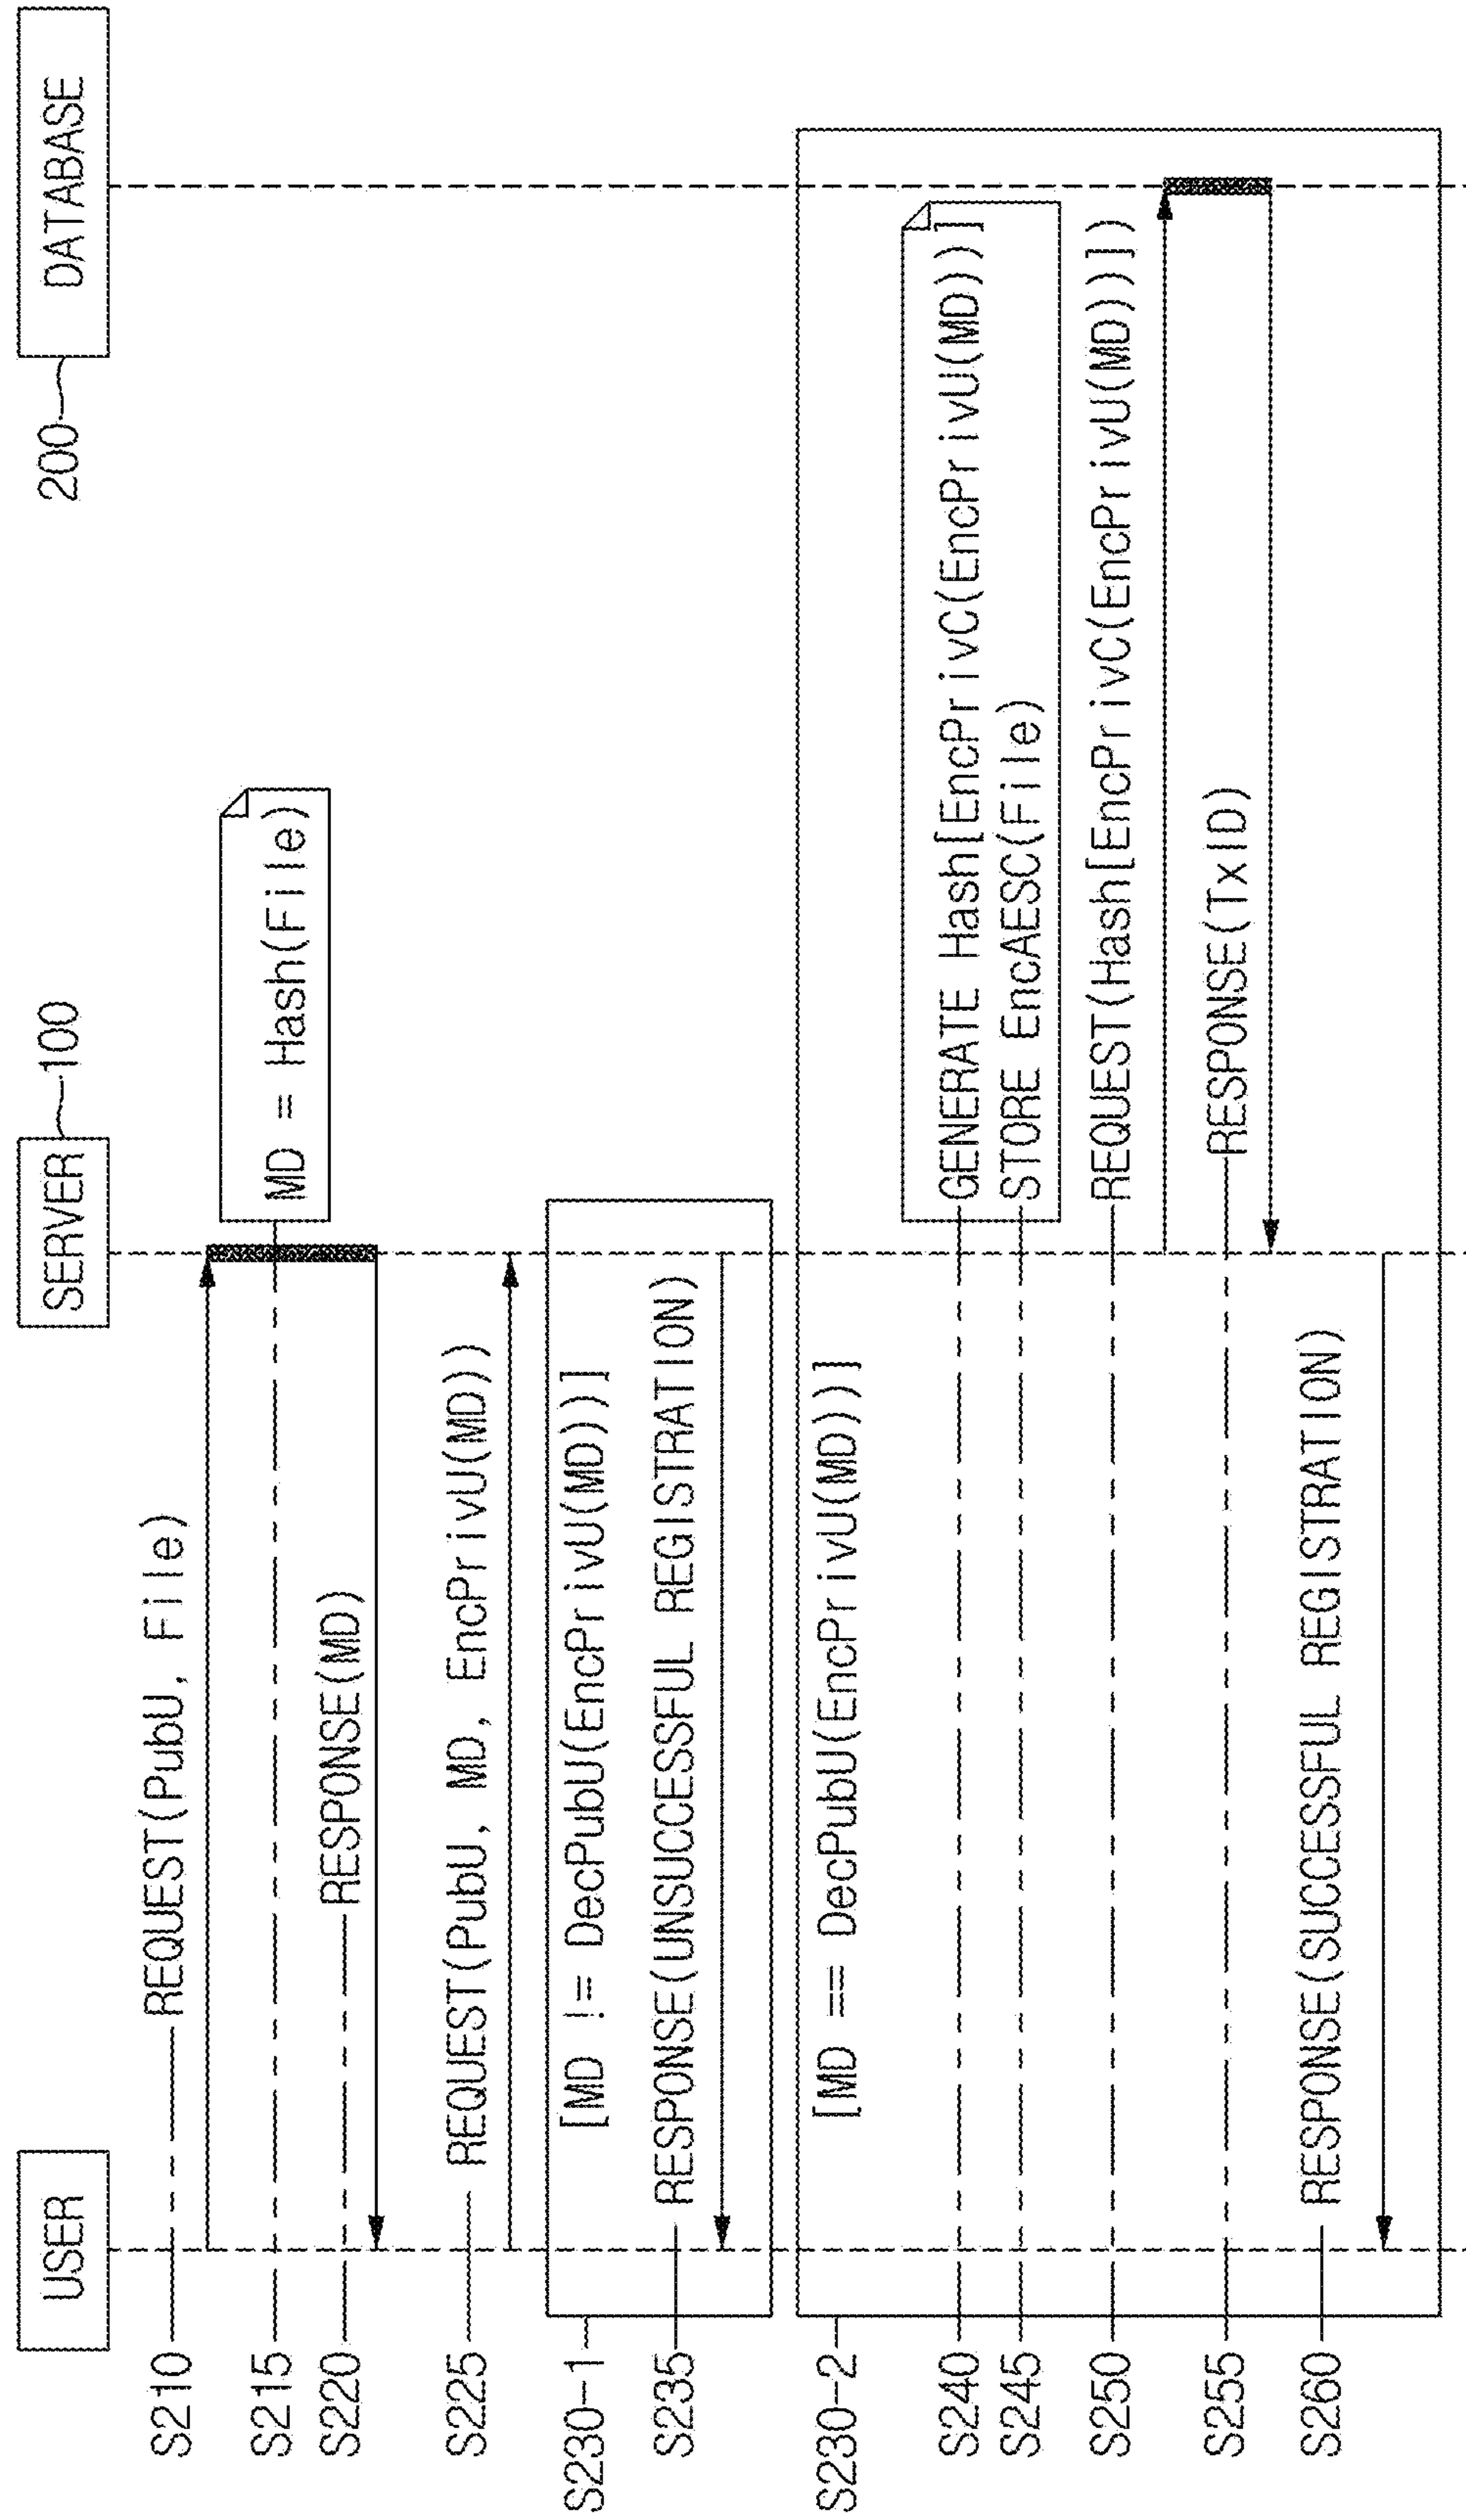 USER
SERVER
100
200
DATABASE
S210
REQUEST(PubU, File)
S215
MD = Hash(File)
S220
RESPONSE(MD)
S225
REQUEST(PubU, MD, EncPrivU(MD))
S230-1
[MD != DecPubU(EncPrivU(MD))]
S235
RESPONSE(UNSUCCESSFUL REGISTRATION)
S230-2
[MD == DecPubU(EncPrivU(MD))]
S240
GENERATE Hash[EncPrivC(EncPrivU(MD))]
S245
STORE EncAESC(File)
S250
REQUEST(Hash[EncPrivC(EncPrivU(MD))])
S255
RESPONSE(TxID)
S260
RESPONSE(SUCCESSFUL REGISTRATION)